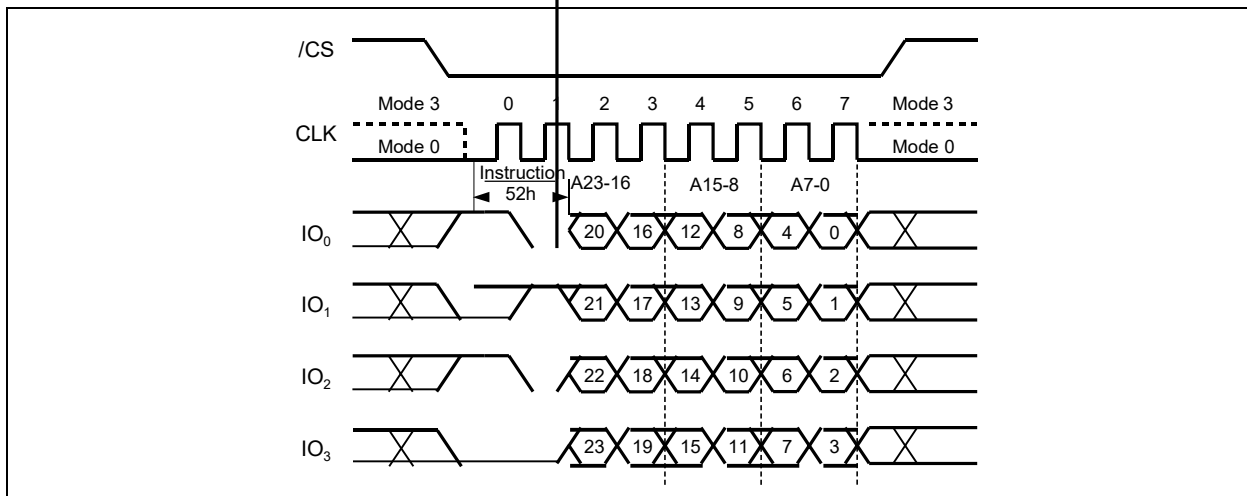 /CS
Mode 3 0 1 2 3 4 5 6 7 Mode 3
CLK
Mode 0 Mode 0
Instruction
52h
A23-16 A15-8 A7-0
IO0 20 16 12 8 4 0
IO1 21 17 13 9 5 1
IO2 22 18 14 10 6 2
IO3 23 19 15 11 7 3